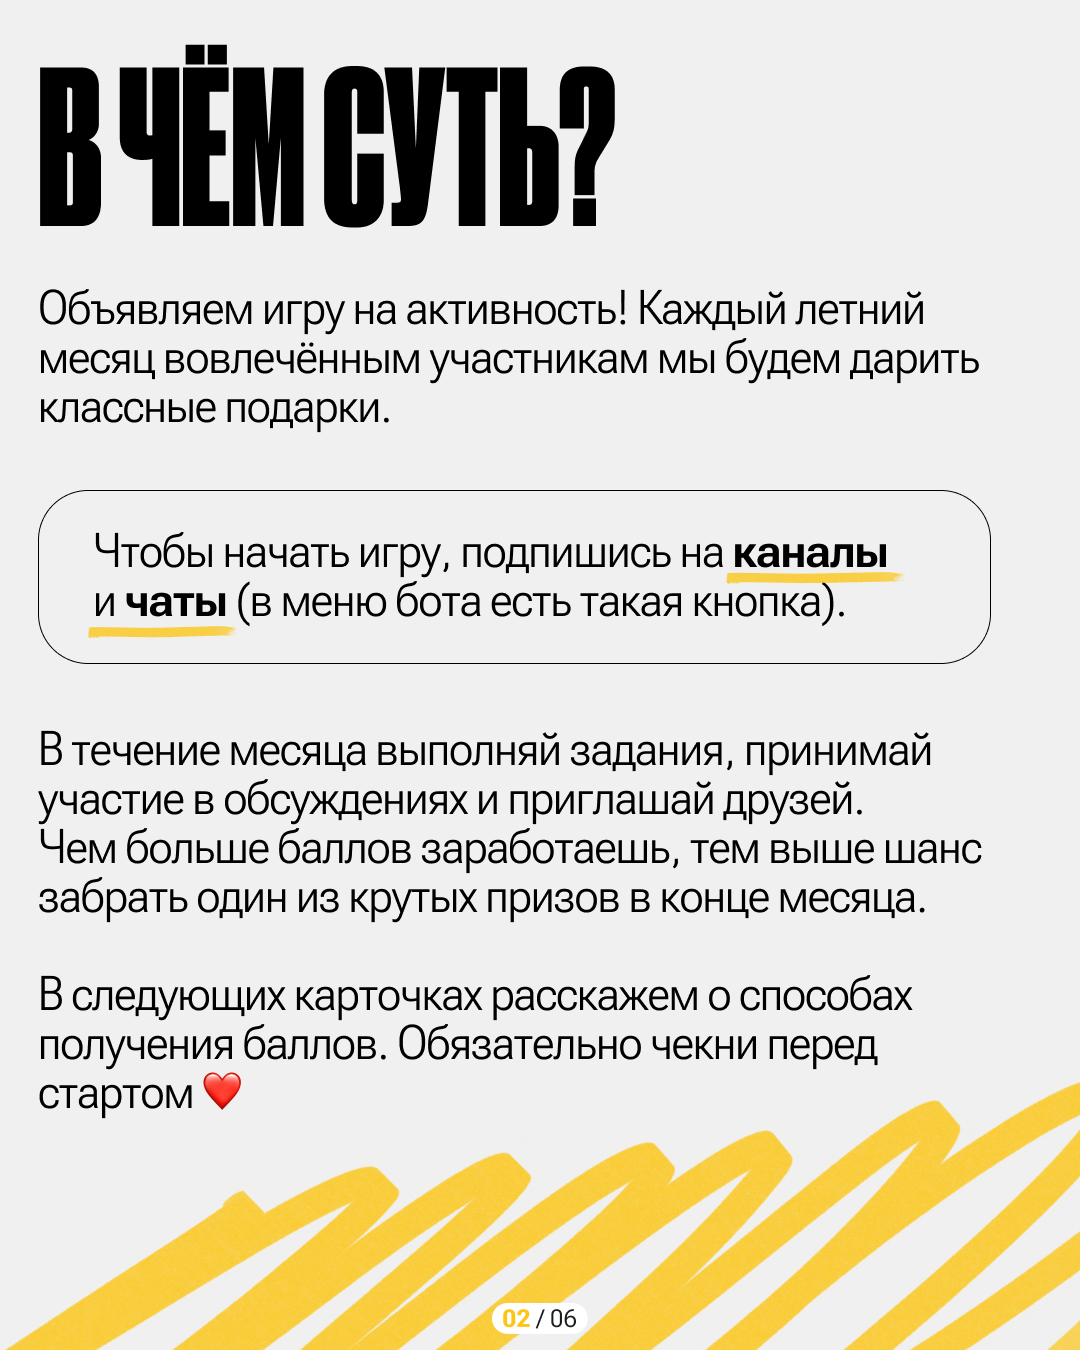 В ЧЁМ СУТЬ?
Объявляем игру на активность! Каждый летний
месяц вовлечённым участникам мы будем дарить
классные подарки.
Чтобы начать игру, подпишись на каналы
и чаты (в меню бота есть такая кнопка).
В течение месяца выполняй задания, принимай
участие в обсуждениях и приглашай друзей.
Чем больше баллов заработаешь, тем выше шанс
забрать один из крутых призов в конце месяца.
В следующих карточках расскажем о способах
получения баллов. Обязательно чекни перед
стартом ❤️
02 / 06